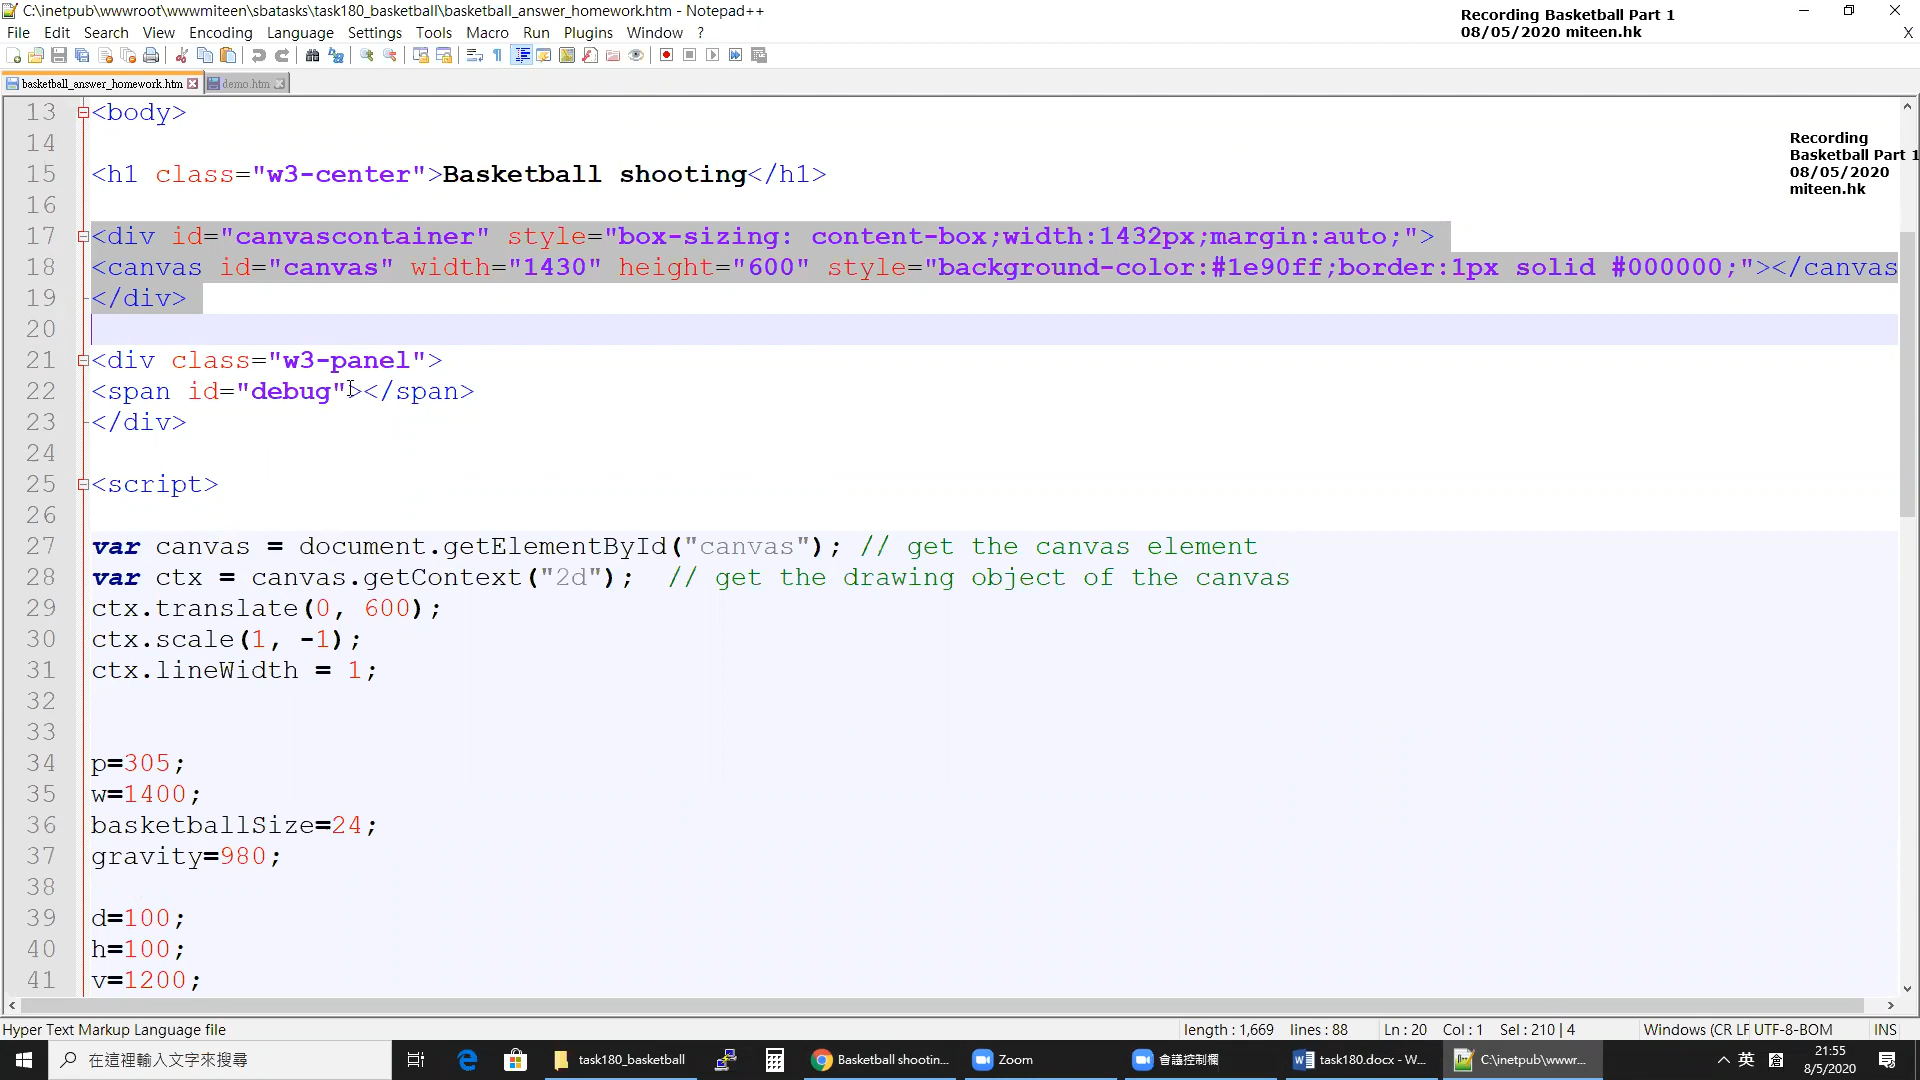 C:\inetpub\wwwroot\wwwmiteen\sbatasks\task180_basketball\basketball_answer_homework.htm - Notepad++
Recording Basketball Part 1
08/05/2020 miteen.hk
File Edit Search View Encoding Language Settings Tools Macro Run Plugins Window ? X
basketball_answer_homework.htm demo.htm
Recording
Basketball Part 1
08/05/2020
miteen.hk
13 <body>
14
15 <h1 class="w3-center">Basketball shooting</h1>
16
17 <div id="canvascontainer" style="box-sizing: content-box;width:1432px;margin:auto;">
18 <canvas id="canvas" width="1430" height="600" style="background-color:#1e90ff;border:1px solid #000000;"></canvas
19 </div>
20
21 <div class="w3-panel">
22 <span id="debug"></span>
23 </div>
24
25 <script>
26
27 var canvas = document.getElementById("canvas"); // get the canvas element
28 var ctx = canvas.getContext("2d"); // get the drawing object of the canvas
29 ctx.translate(0, 600);
30 ctx.scale(1, -1);
31 ctx.lineWidth = 1;
32
33
34 p=305;
35 w=1400;
36 basketballSize=24;
37 gravity=980;
38
39 d=100;
40 h=100;
41 v=1200;
Hyper Text Markup Language file length : 1,669 lines : 88 Ln : 20 Col : 1 Sel : 210 | 4 Windows (CR LF UTF-8-BOM INS
在這裡輸入文字來搜尋 task180_basketball Basketball shootin... Zoom 會議控制欄 task180.docx - W... C:\inetpub\wwwr... 英 倉 21:55
8/5/2020